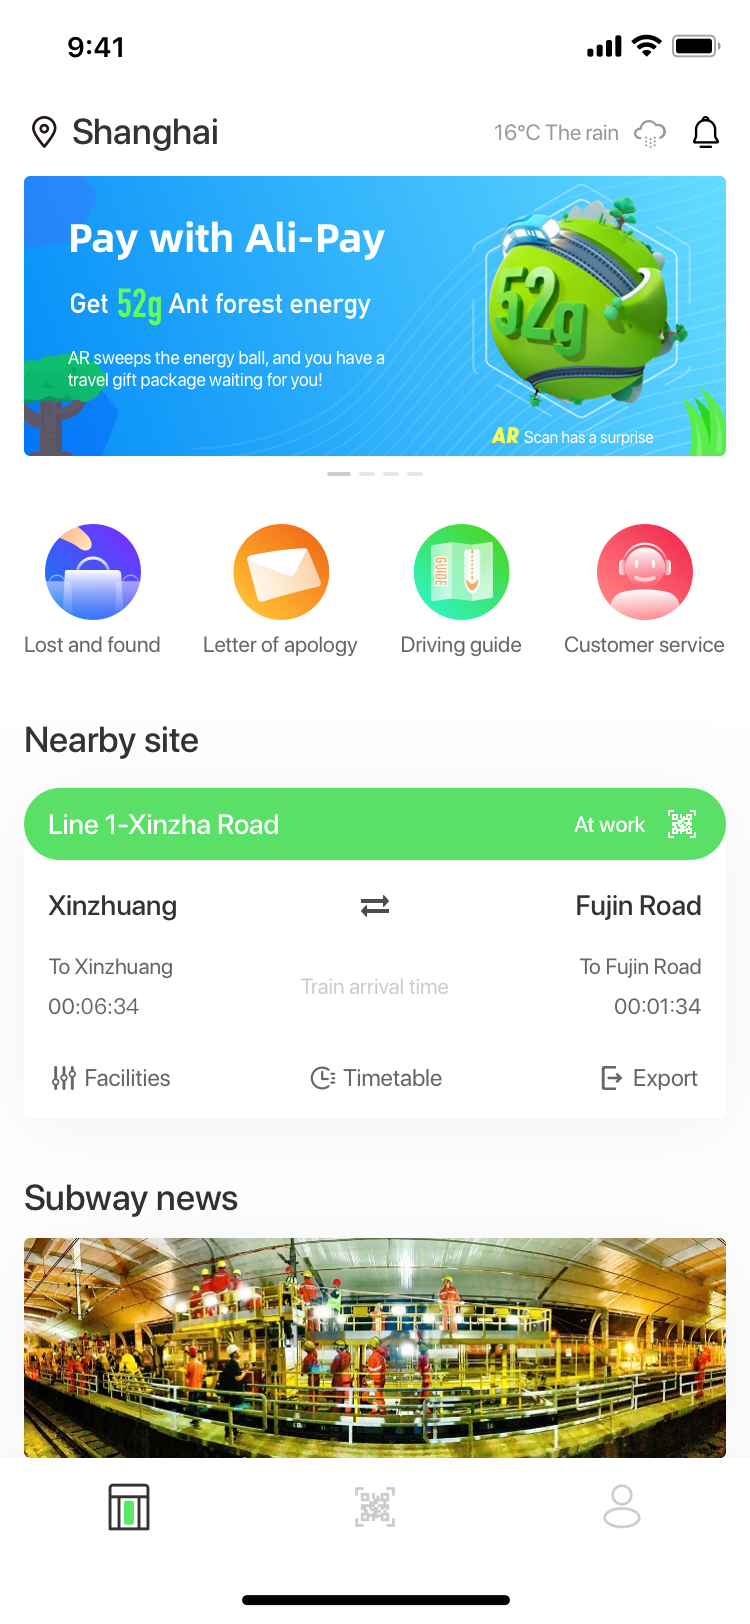 9:41
Shanghai
16°C The rain
Pay with Ali-Pay
Get 52g Ant forest energy
AR sweeps the energy ball, and you have a
travel gift package waiting for you!
52g
AR Scan has a surprise
GUIDE
Lost and found
Letter of apology
Driving guide
Customer service
Nearby site
Line 1-Xinzha Road
At work
Xinzhuang
Fujin Road
To Xinzhuang
To Fujin Road
Train arrival time
00:06:34
00:01:34
Facilities
Timetable
Export
Subway news